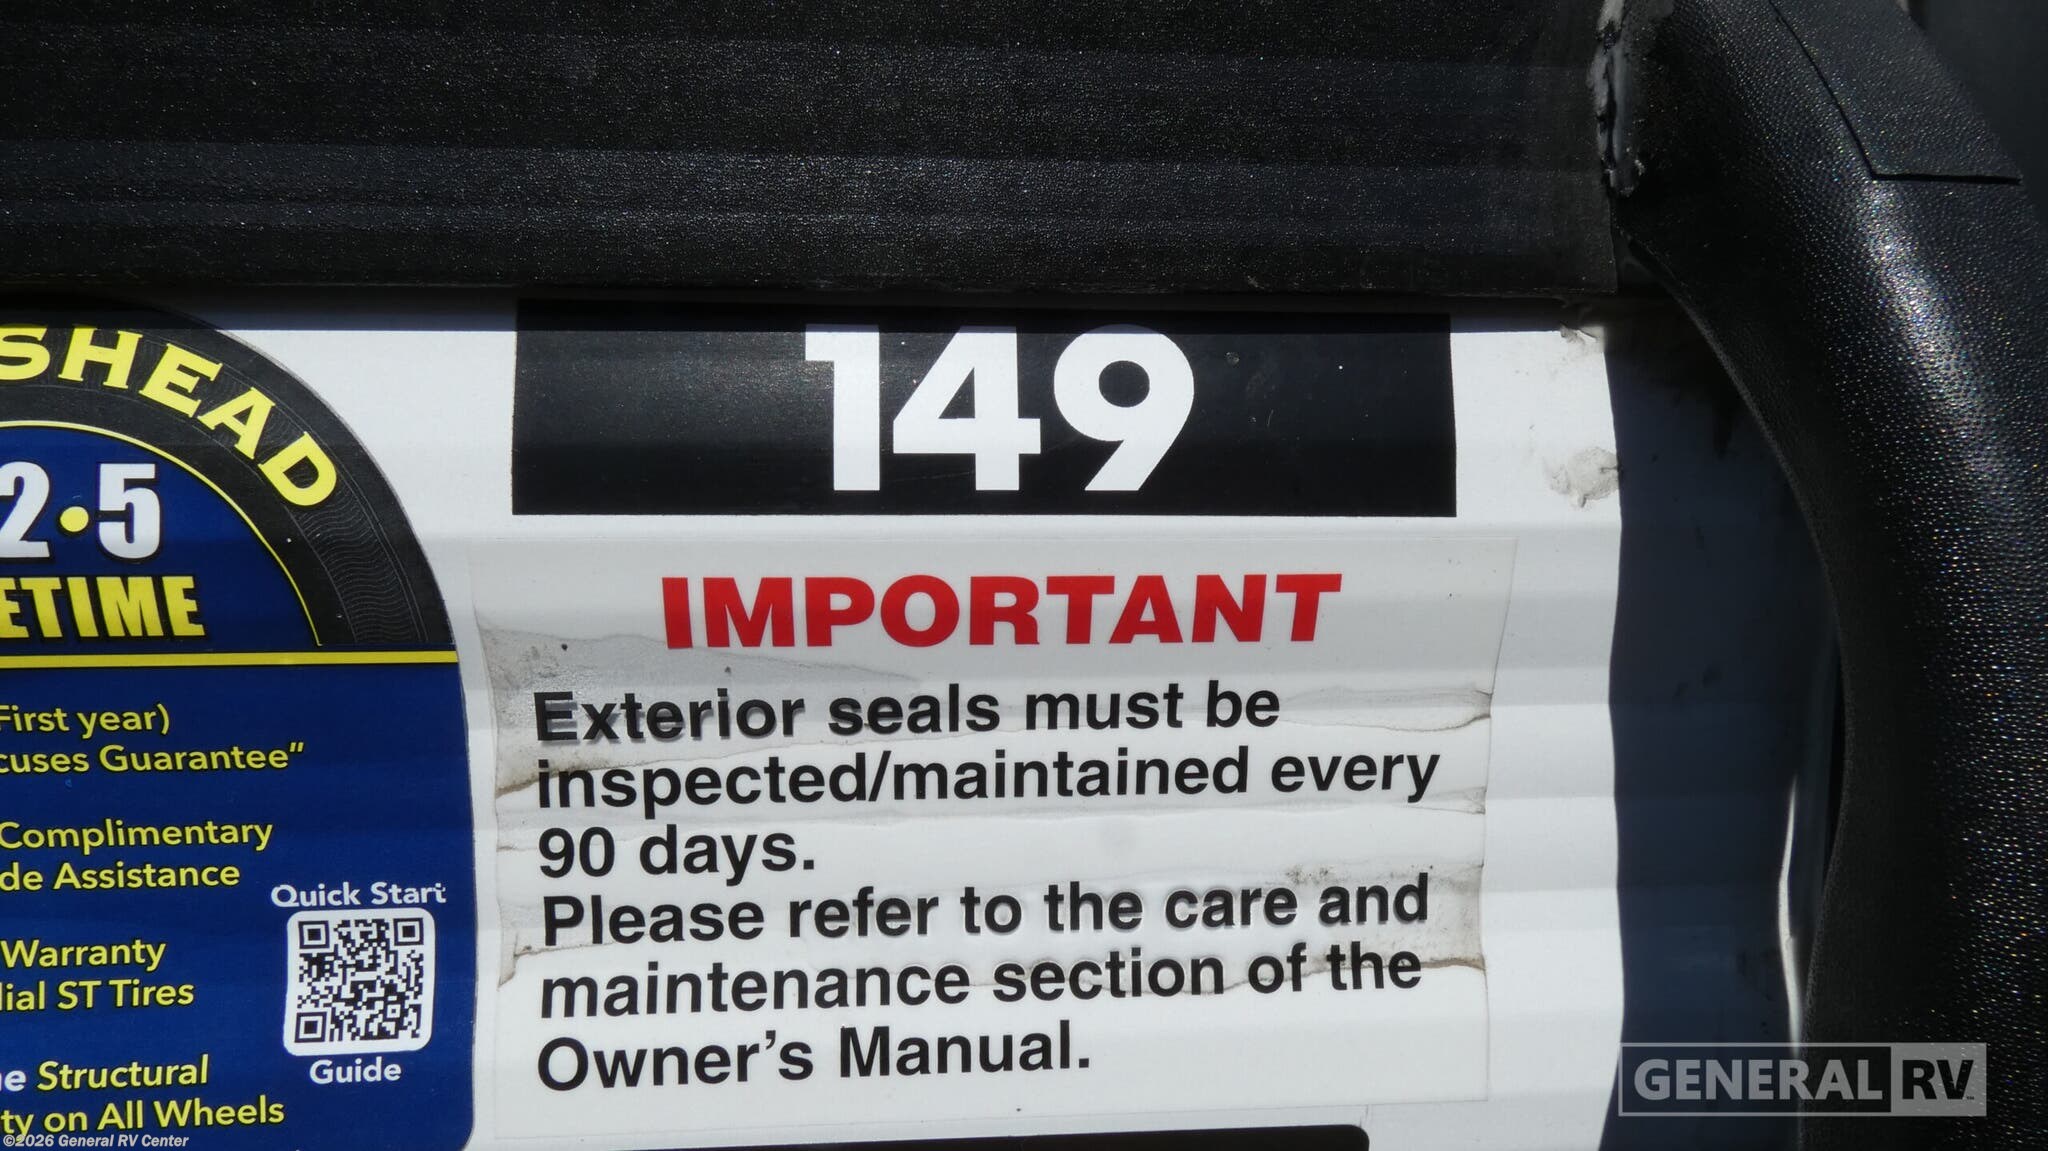 SHEAD
2•5
ETIME
First year)
cuses Guarantee”
Complimentary
de Assistance
Quick Start
Guide
Warranty
dial ST Tires
ne Structural
ty on All Wheels
149
IMPORTANT
Exterior seals must be
inspected/maintained every
90 days.
Please refer to the care and
maintenance section of the
Owner’s Manual.
GENERAL RV
©2026 General RV Center